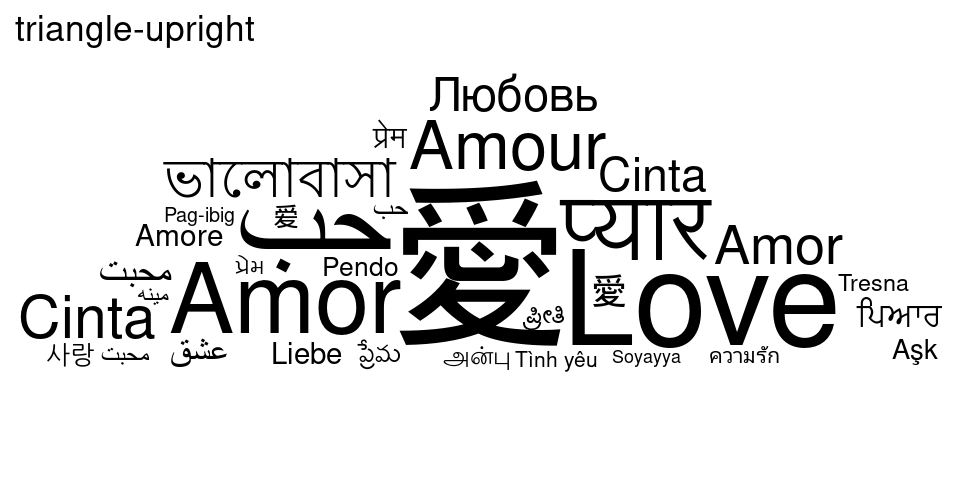 triangle-upright
Любовь
प्रेम
Amour
ভালোবাসা
Cinta
Pag-ibig
愛
حب
愛
प्यार
Amore
حب
Amor
محبت
પ્રેમ
Pendo
愛
Love
Tresna
مینه
Cinta
Amor
ಪ್ರೀತಿ
ਪਿਆਰ
사랑
محبت
عشق
Liebe
ప్రేమ
அன்பு
Tình yêu
Soyayya
ความรัก
Aşk